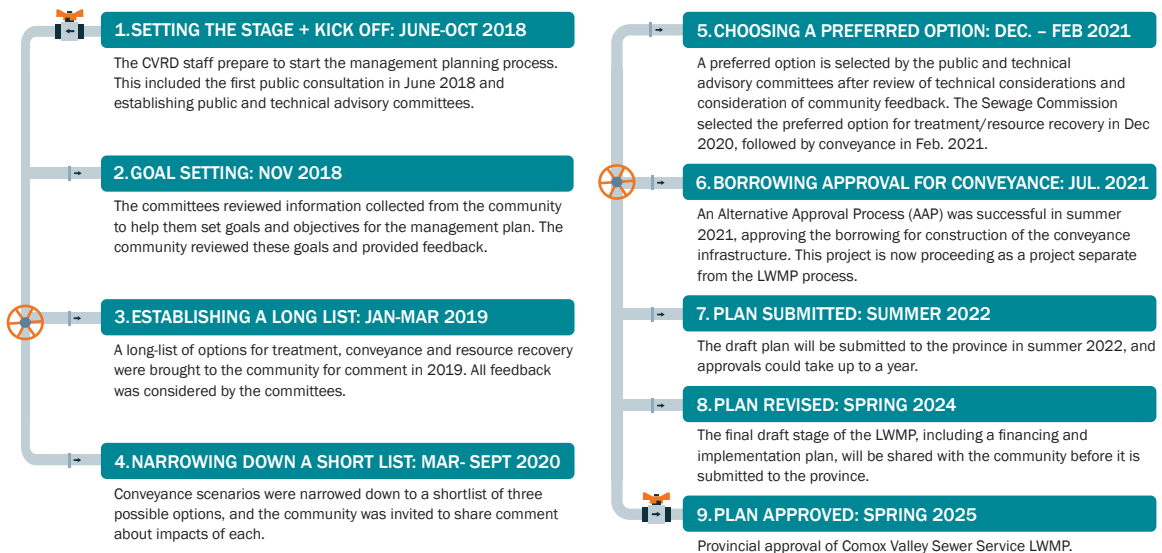 1.SETTING THE STAGE + KICK OFF: JUNE-OCT 2018
The CVRD staff prepare to start the management planning process.
This included the first public consultation in June 2018 and
establishing public and technical advisory committees.
2.GOAL SETTING: NOV 2018
The committees reviewed information collected from the community
to help them set goals and objectives for the management plan. The
community reviewed these goals and provided feedback.
3.ESTABLISHING A LONG LIST: JAN-MAR 2019
A long-list of options for treatment, conveyance and resource recovery
were brought to the community for comment in 2019. All feedback
was considered by the committees.
4.NARROWING DOWN A SHORT LIST: MAR- SEPT 2020
Conveyance scenarios were narrowed down to a shortlist of three
possible options, and the community was invited to share comment
about impacts of each.
5.CHOOSING A PREFERRED OPTION: DEC. – FEB 2021
A preferred option is selected by the public and technical
advisory committees after review of technical considerations and
consideration of community feedback. The Sewage Commission
selected the preferred option for treatment/resource recovery in Dec
2020, followed by conveyance in Feb. 2021.
6.BORROWING APPROVAL FOR CONVEYANCE: JUL. 2021
An Alternative Approval Process (AAP) was successful in summer
2021, approving the borrowing for construction of the conveyance
infrastructure. This project is now proceeding as a project separate
from the LWMP process.
7. PLAN SUBMITTED: SUMMER 2022
The draft plan will be submitted to the province in summer 2022, and
approvals could take up to a year.
8.PLAN REVISED: SPRING 2024
The final draft stage of the LWMP, including a financing and
implementation plan, will be shared with the community before it is
submitted to the province.
9.PLAN APPROVED: SPRING 2025
Provincial approval of Comox Valley Sewer Service LWMP.